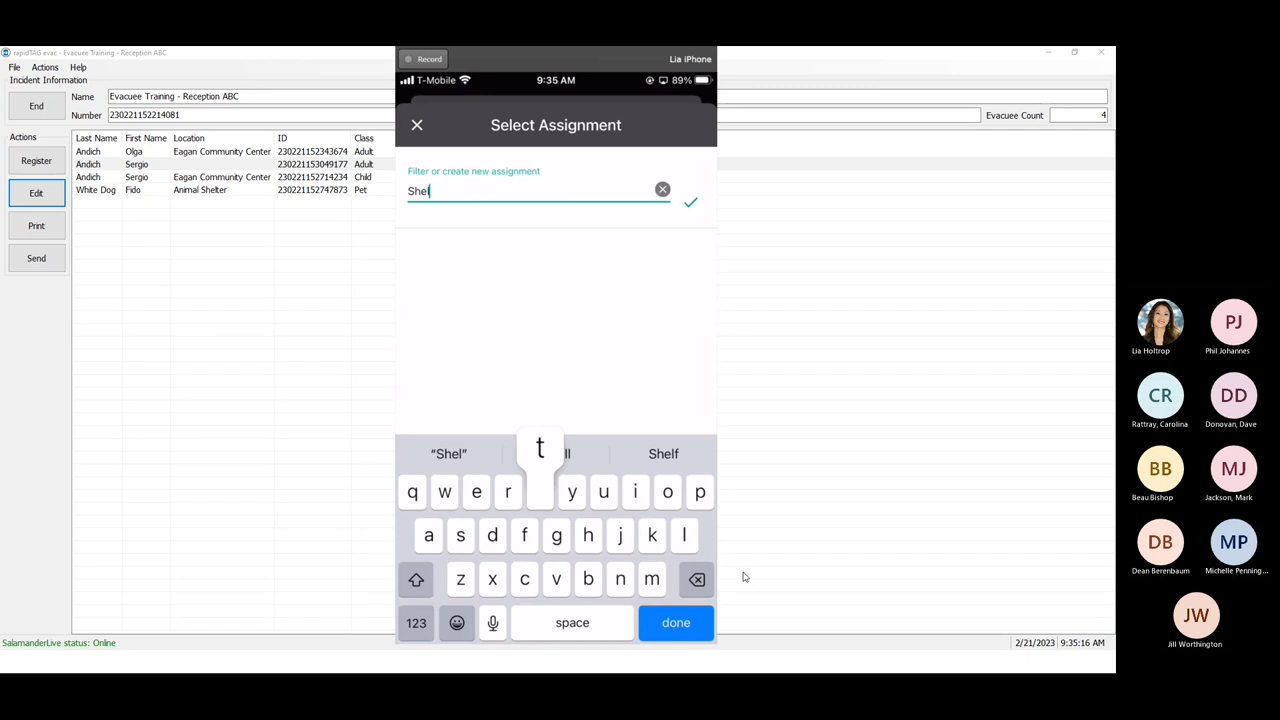 rapidTAG evac - Evacuee Training - Reception ABC
File Actions Help
Incident Information
End
Name Evacuee Training - Reception ABC
Number 230221152214081
Evacuee Count 4
Actions
Register
Edit
Print
Send
Last Name First Name Location ID Class
Andich Olga Eagan Community Center 230221152343674 Adult
Andich Sergio 230221153049177 Adult
Andich Sergio Eagan Community Center 230221152714234 Child
White Dog Fido Animal Shelter 230221152747873 Pet
SalamanderLive status: Online
2/21/2023 9:35:16 AM
Record
Lia iPhone
T-Mobile 9:35 AM 89%
Select Assignment
Filter or create new assignment
Shel
“Shel” ll Shelf
t
q w e r y u i o p
a s d f g h j k l
z x c v b n m
123 space done
Lia Holtrop
PJ
Phil Johannes
CR
Rattray, Carolina
DD
Donovan, Dave
BB
Beau Bishop
MJ
Jackson, Mark
DB
Dean Berenbaum
MP
Michelle Penning...
JW
Jill Worthington